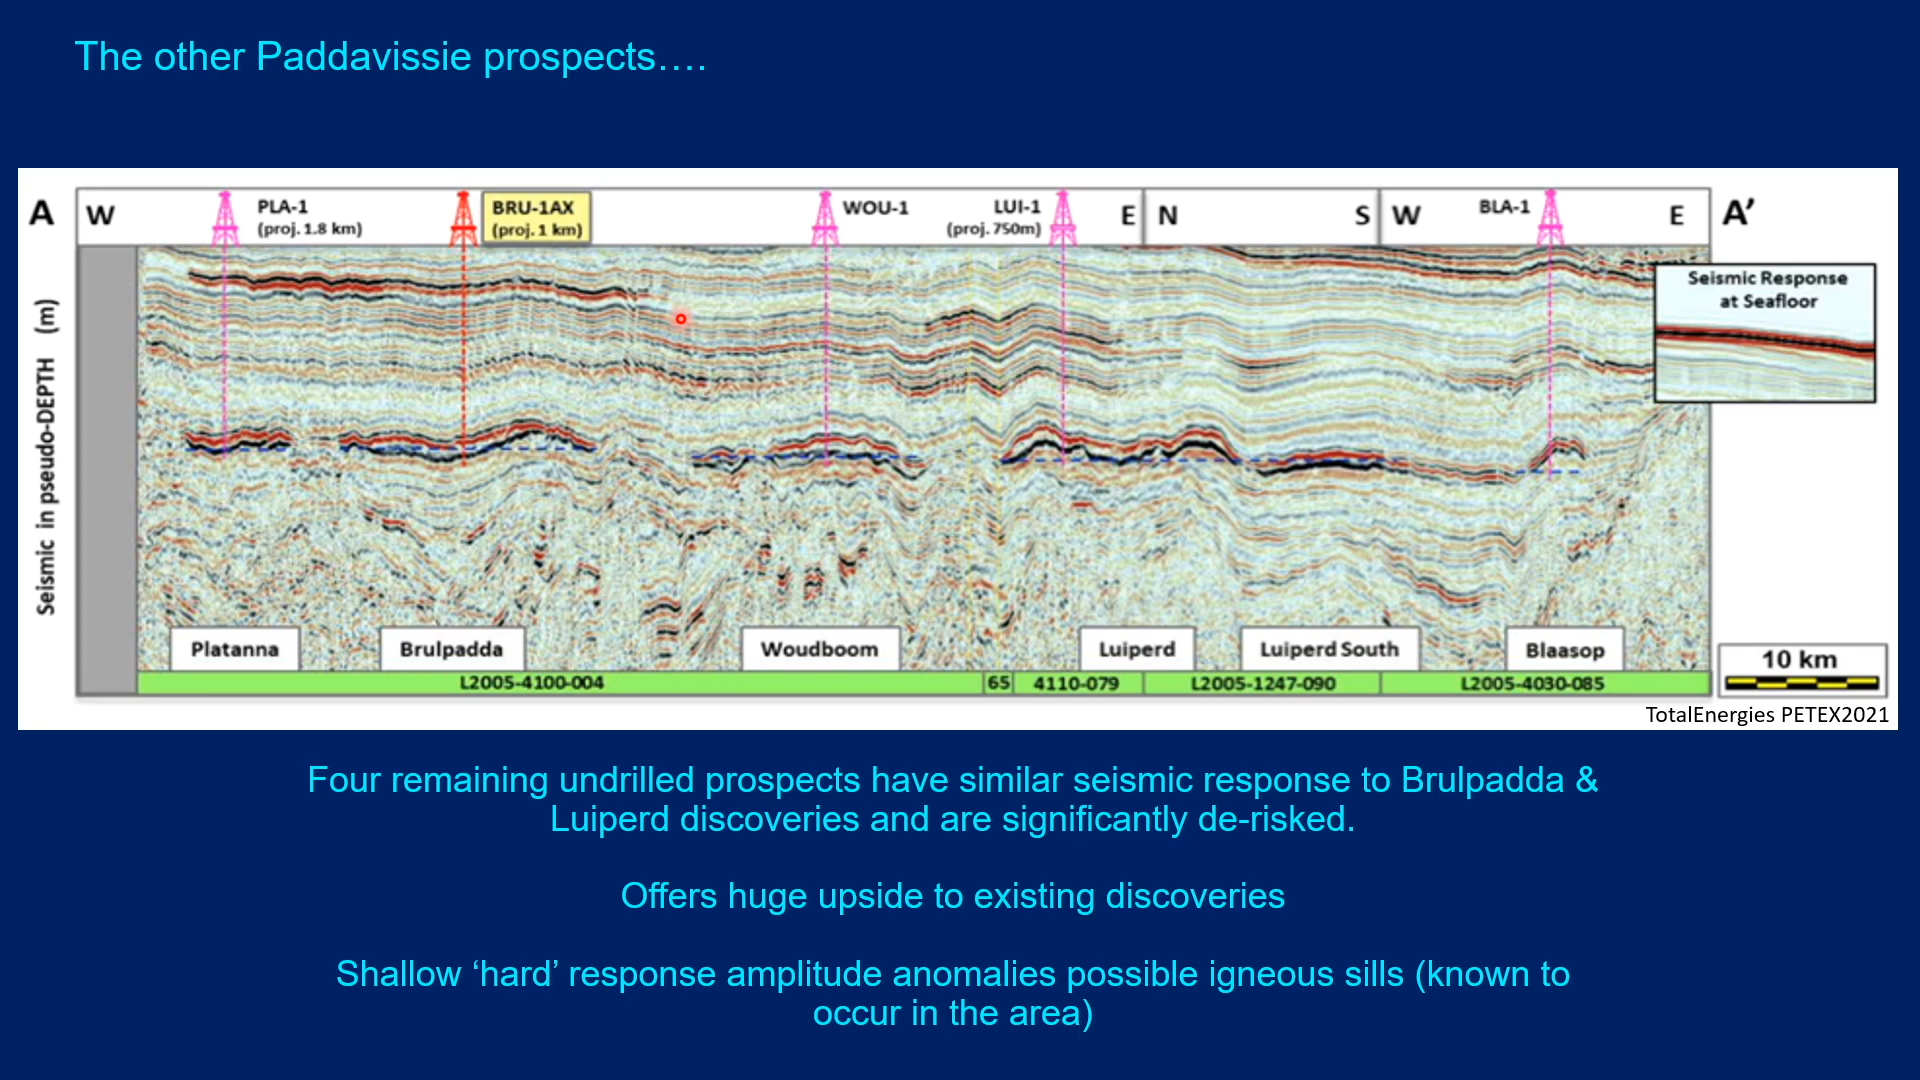 The other Paddavissie prospects….
A
W
PLA-1
(proj. 1.8 km)
BRU-1AX
(proj. 1 km)
WOU-1
LUI-1
(proj. 750m)
E
N
S
W
BLA-1
E
A’
Seismic Response
at Seafloor
Seismic in pseudo-DEPTH (m)
Platanna
Brulpadda
Woudboom
Luiperd
Luiperd South
Blaasop
L2005-4100-004
65
4110-079
L2005-1247-090
L2005-4030-085
10 km
TotalEnergies PETEX2021
Four remaining undrilled prospects have similar seismic response to Brulpadda &
Luiperd discoveries and are significantly de-risked.
Offers huge upside to existing discoveries
Shallow ‘hard’ response amplitude anomalies possible igneous sills (known to
occur in the area)